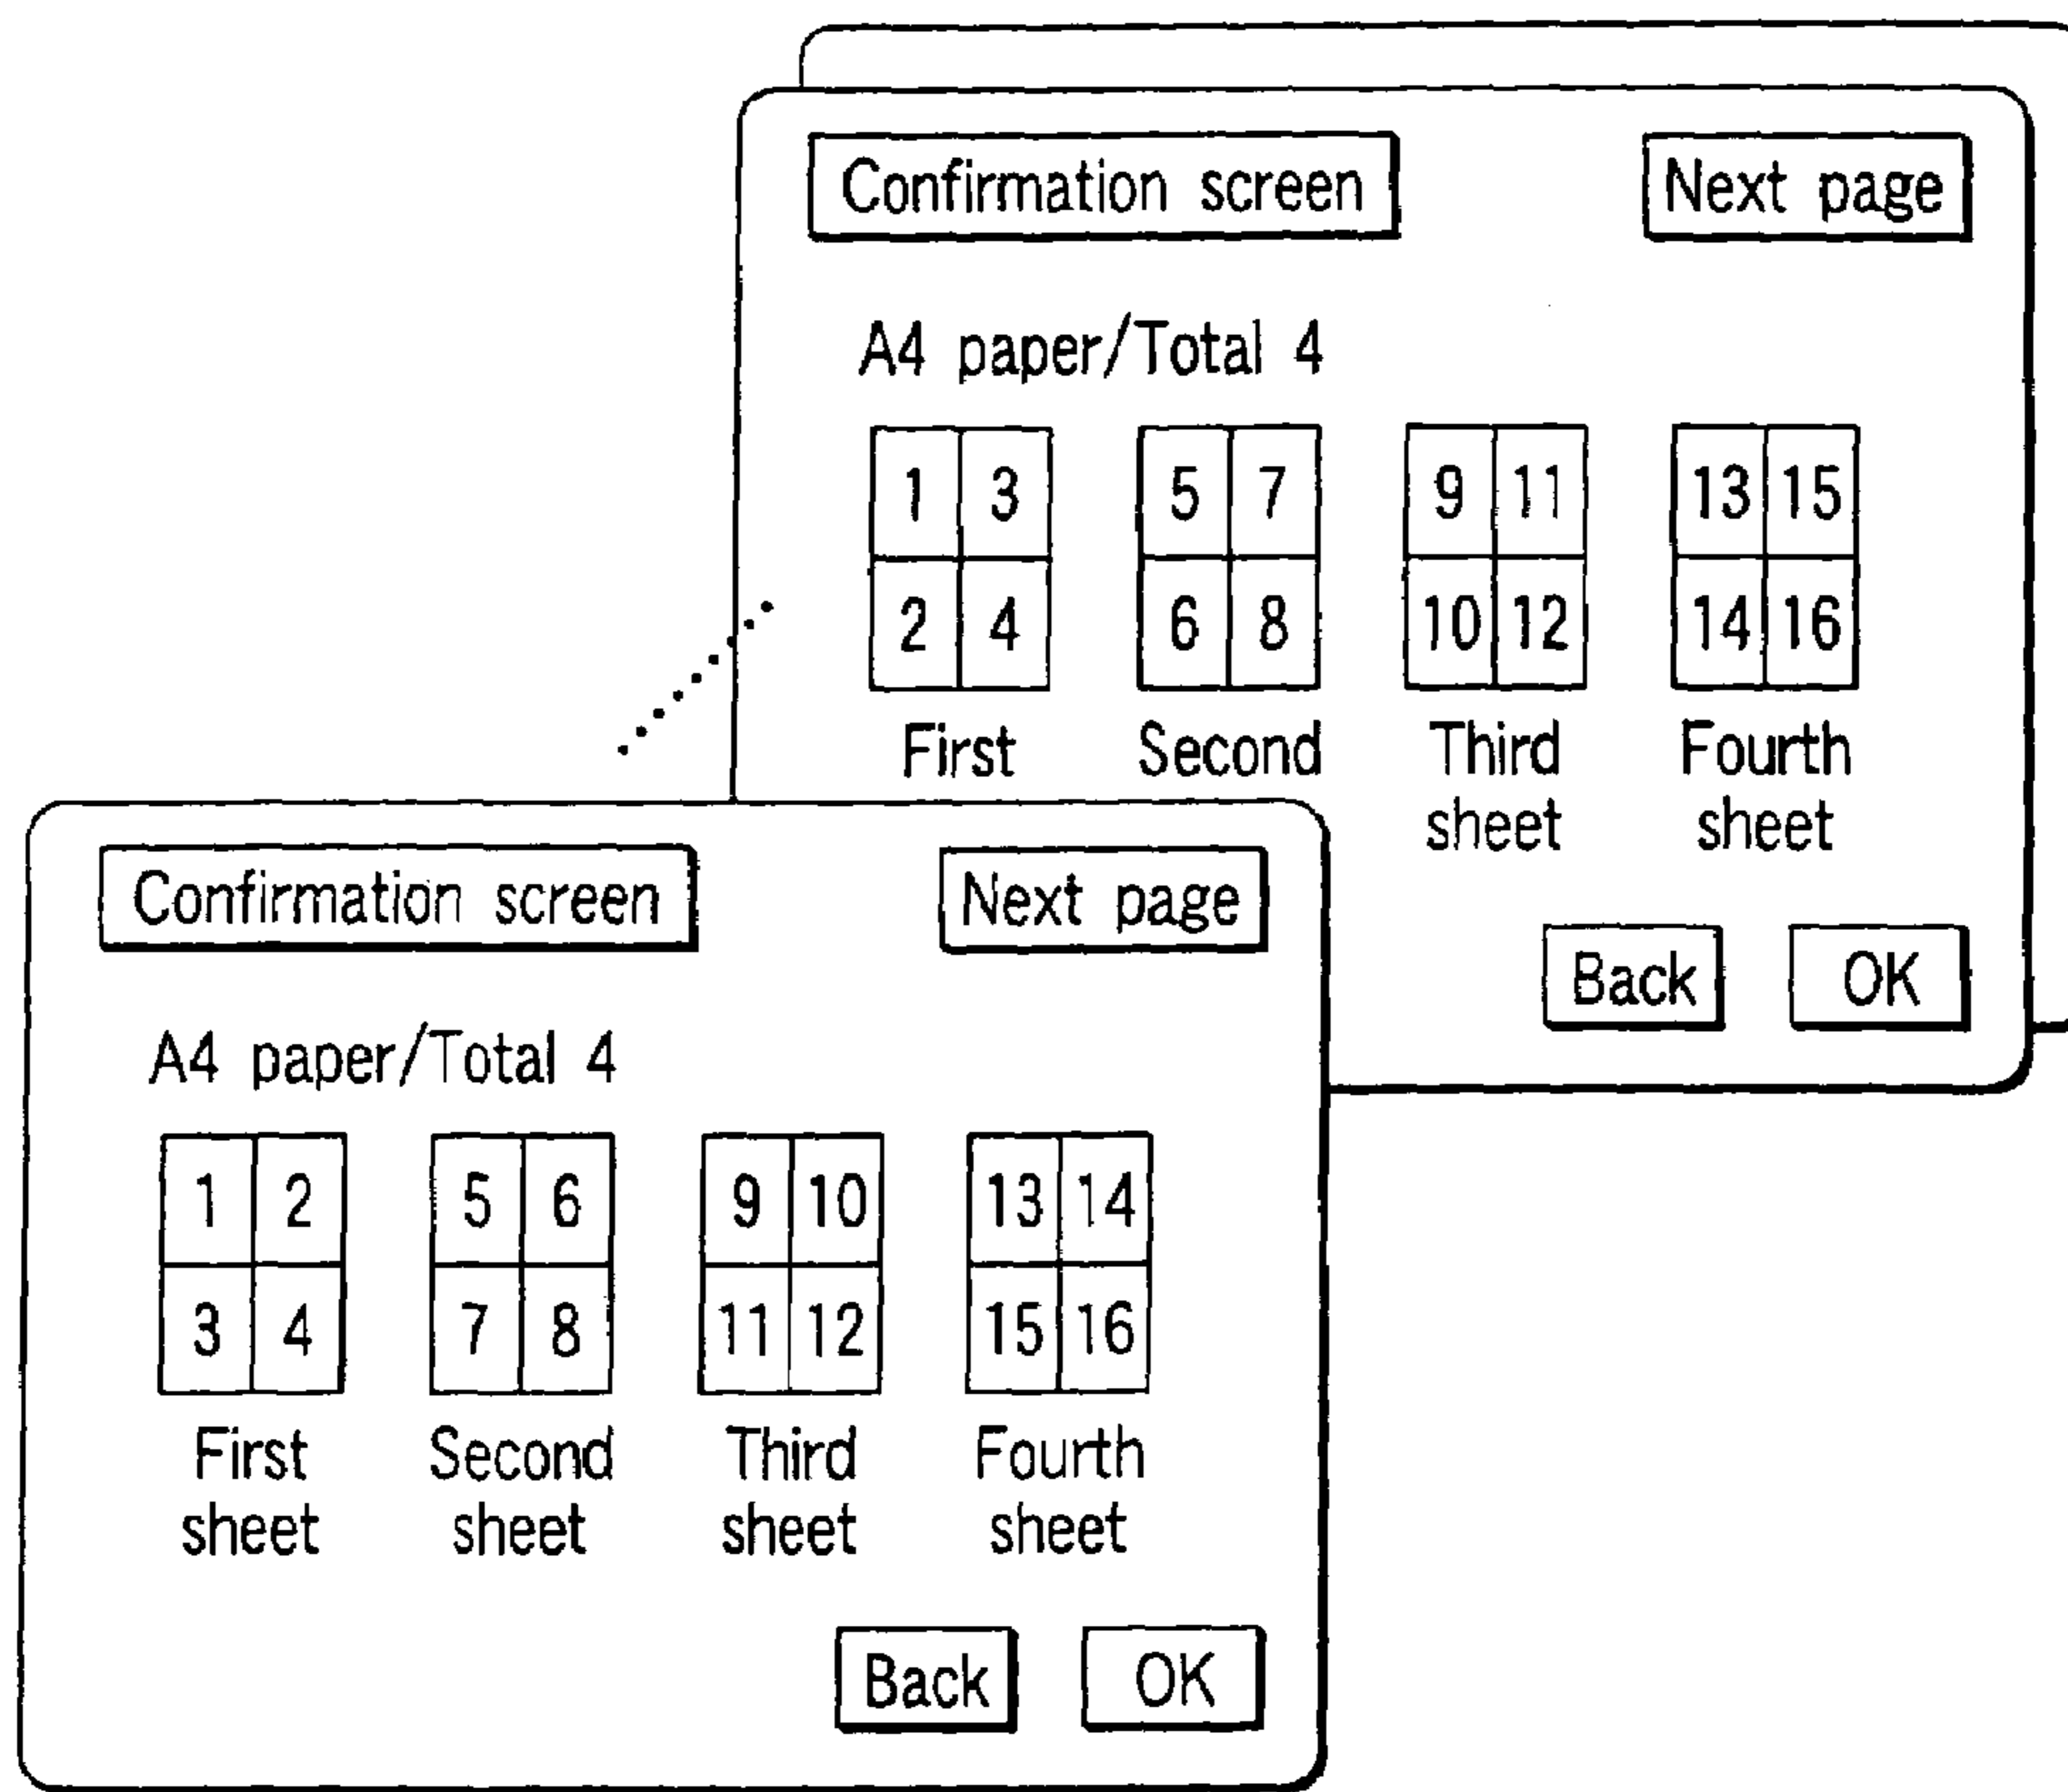 Confirmation screen Next page
A4 paper/Total 4
1 3 5 7 9 11 13 15
2 4 6 8 10 12 14 16
First Second Third Fourth
sheet sheet
Back OK
Confirmation screen Next page
A4 paper/Total 4
1 2 5 6 9 10 13 14
3 4 7 8 11 12 15 16
First Second Third Fourth
sheet sheet sheet sheet
Back OK